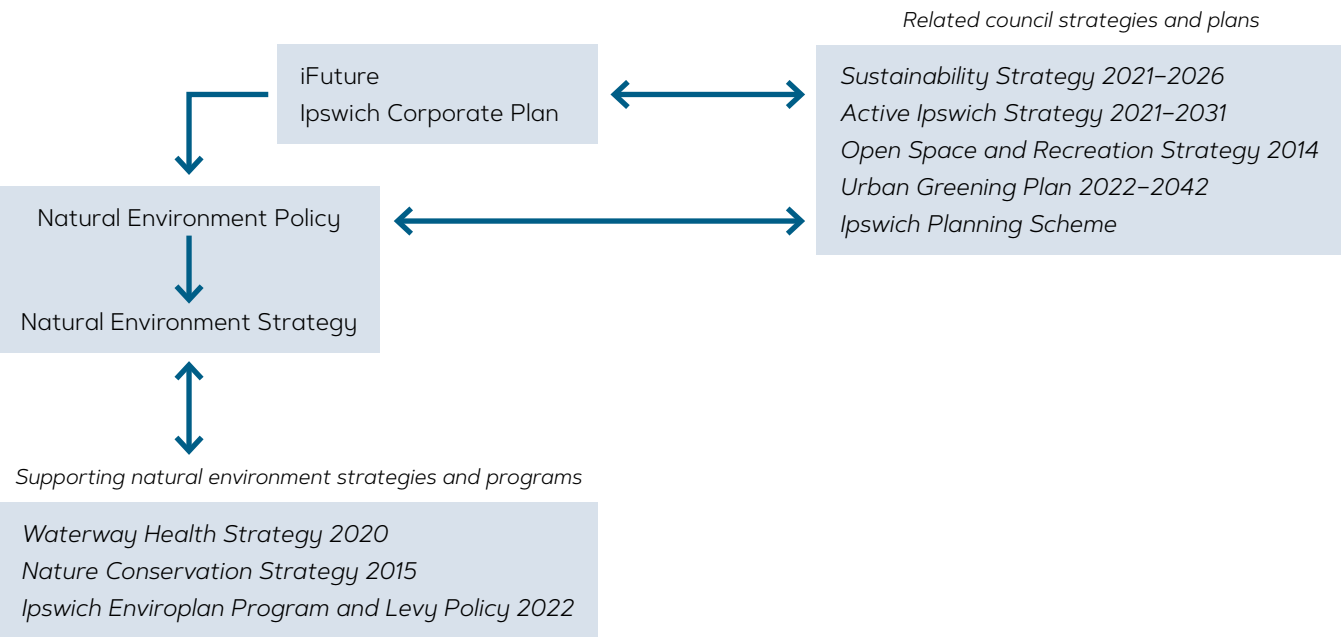 Related council strategies and plans
iFuture
Ipswich Corporate Plan
Sustainability Strategy 2021–2026
Active Ipswich Strategy 2021–2031
Open Space and Recreation Strategy 2014
Urban Greening Plan 2022–2042
Ipswich Planning Scheme
Natural Environment Policy
Natural Environment Strategy
Supporting natural environment strategies and programs
Waterway Health Strategy 2020
Nature Conservation Strategy 2015
Ipswich Enviroplan Program and Levy Policy 2022